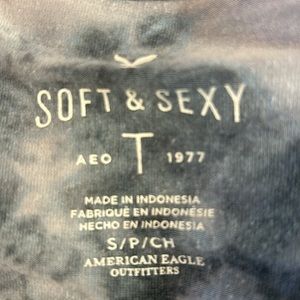 SOFT & SEXY
AEO T 1977
MADE IN INDONESIA
FABRIQUÉ EN INDONÉSIE
HECHO EN INDONESIA
S/P/CH
AMERICAN EAGLE
OUTFITTERS